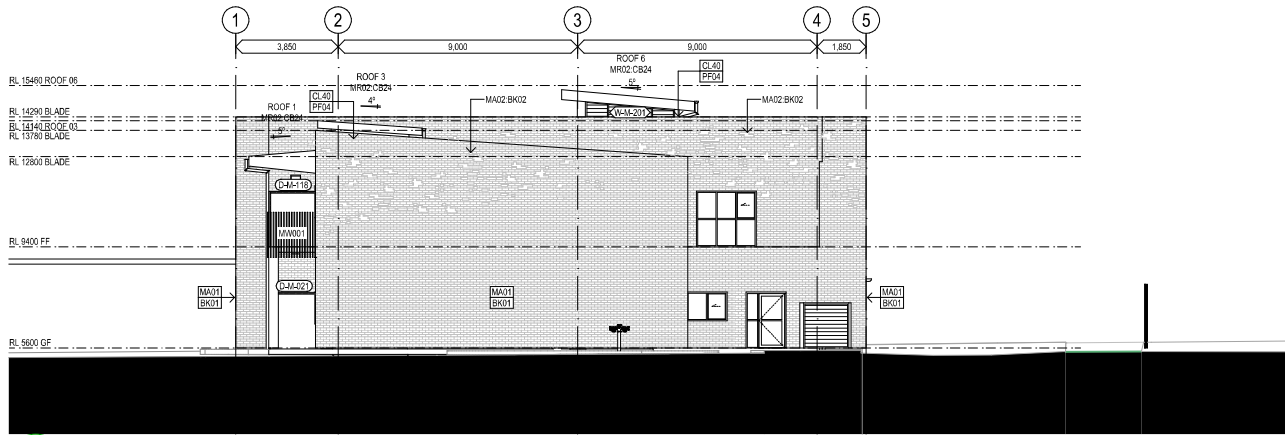 1 2 3 4 5
3,850 9,000 9,000 1,850
ROOF 6
MR02:CB24
5°
CL40
PF04
RL 15460 ROOF 06
ROOF 3
MR02:CB24
4°
CL40
PF04
MA02:BK02
MA02:BK02
ROOF 1
MR02:CB24
5°
W-M-201
RL 14290 BLADE
RL 14140 ROOF 03
RL 13780 BLADE
RL 12800 BLADE
D-M-118
MW001
RL 9400 FF
D-M-021
MA01
BK01
MA01
BK01
MA01
BK01
RL 5600 GF